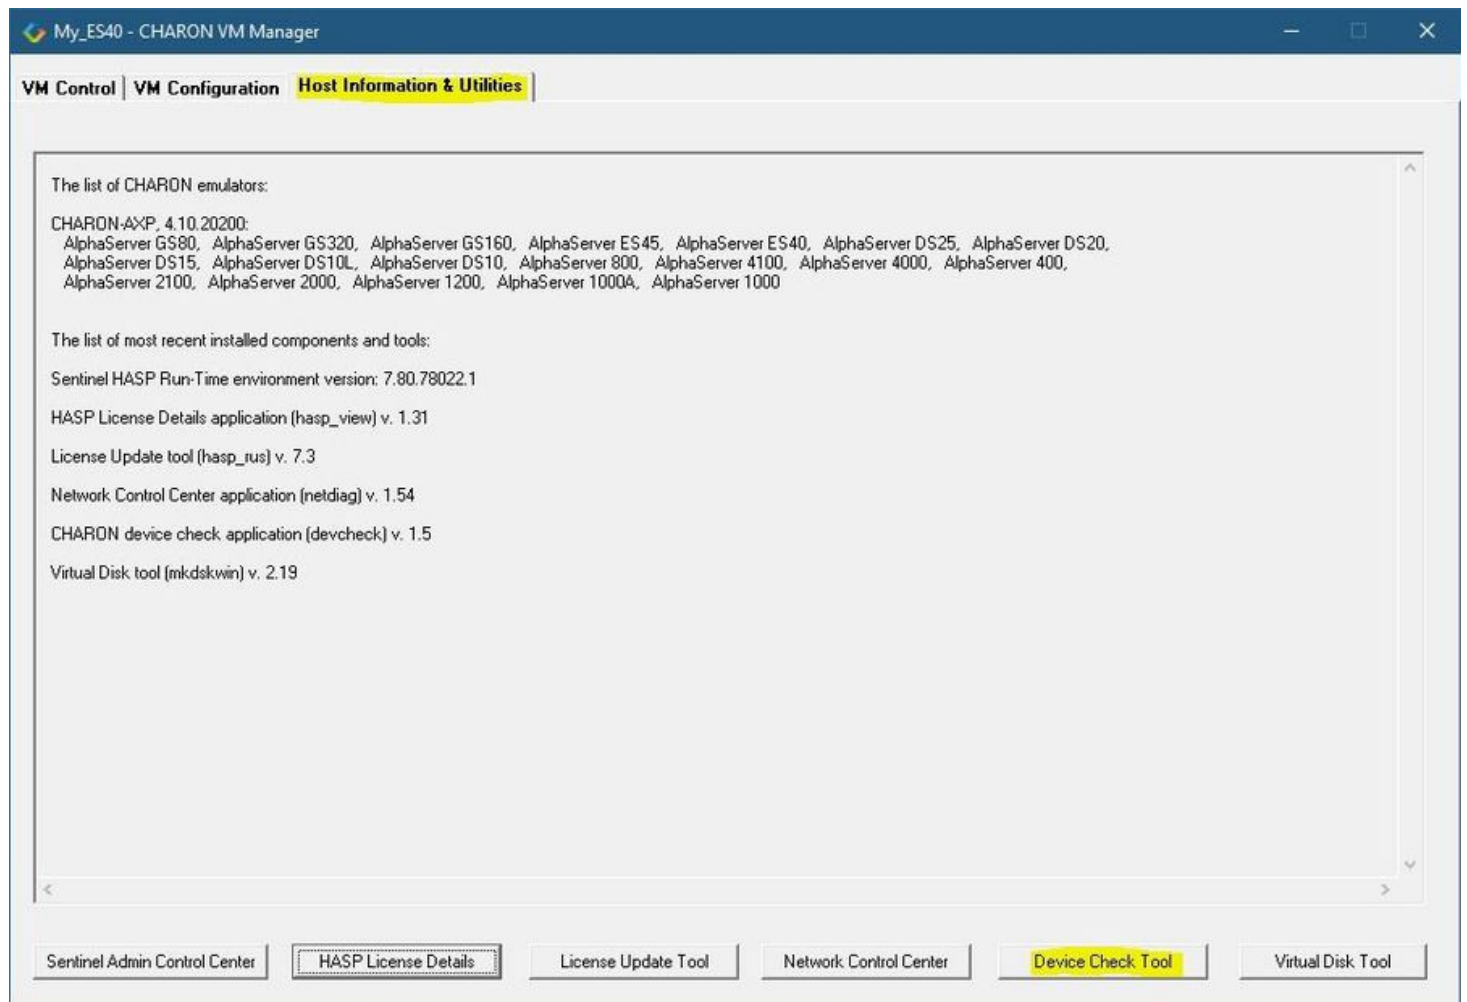 My_ES40 - CHARON VM Manager
VM Control VM Configuration Host Information & Utilities
The list of CHARON emulators:
CHARON-AXP, 4.10.20200:
AlphaServer GS80, AlphaServer GS320, AlphaServer GS160, AlphaServer ES45, AlphaServer ES40, AlphaServer DS25, AlphaServer DS20,
AlphaServer DS15, AlphaServer DS10L, AlphaServer DS10, AlphaServer 800, AlphaServer 4100, AlphaServer 4000, AlphaServer 400,
AlphaServer 2100, AlphaServer 2000, AlphaServer 1200, AlphaServer 1000A, AlphaServer 1000
The list of most recent installed components and tools:
Sentinel HASP Run-Time environment version: 7.80.78022.1
HASP License Details application (hasp_view) v. 1.31
License Update tool (hasp_rus) v. 7.3
Network Control Center application (netdiag) v. 1.54
CHARON device check application (devcheck) v. 1.5
Virtual Disk tool (mkdskwin) v. 2.19
Sentinel Admin Control Center HASP License Details License Update Tool Network Control Center Device Check Tool Virtual Disk Tool